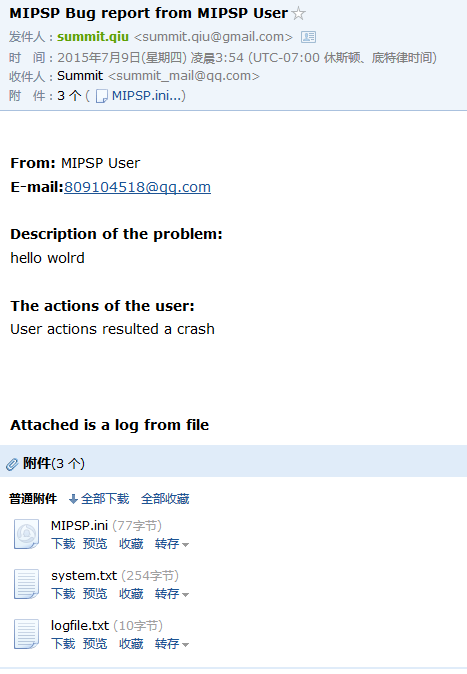 MIPSP Bug report from MIPSP User
发件人：summit.qiu <summit.qiu@gmail.com>
时 间：2015年7月9日(星期四) 凌晨3:54 (UTC-07:00 休斯顿、底特律时间)
收件人：Summit <summit_mail@qq.com>
附 件：3 个 ( MIPSP.ini...)
From: MIPSP User
E-mail:809104518@qq.com
Description of the problem:
hello wolrd
The actions of the user:
User actions resulted a crash
Attached is a log from file
附件(3 个)
普通附件 全部下载 全部收藏
MIPSP.ini (77字节)
下载 预览 收藏 转存
system.txt (254字节)
下载 预览 收藏 转存
logfile.txt (10字节)
下载 预览 收藏 转存